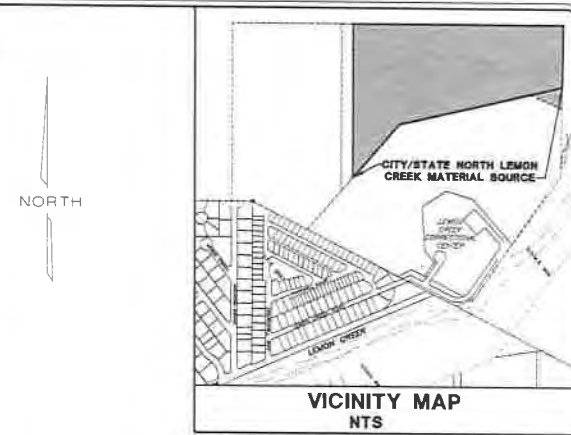 NORTH
CITY/STATE NORTH LEMON
CREEK MATERIAL SOURCE
LEMON
CREEK
CORRECTIONAL
CENTER
LEMON CREEK
VICINITY MAP
NTS